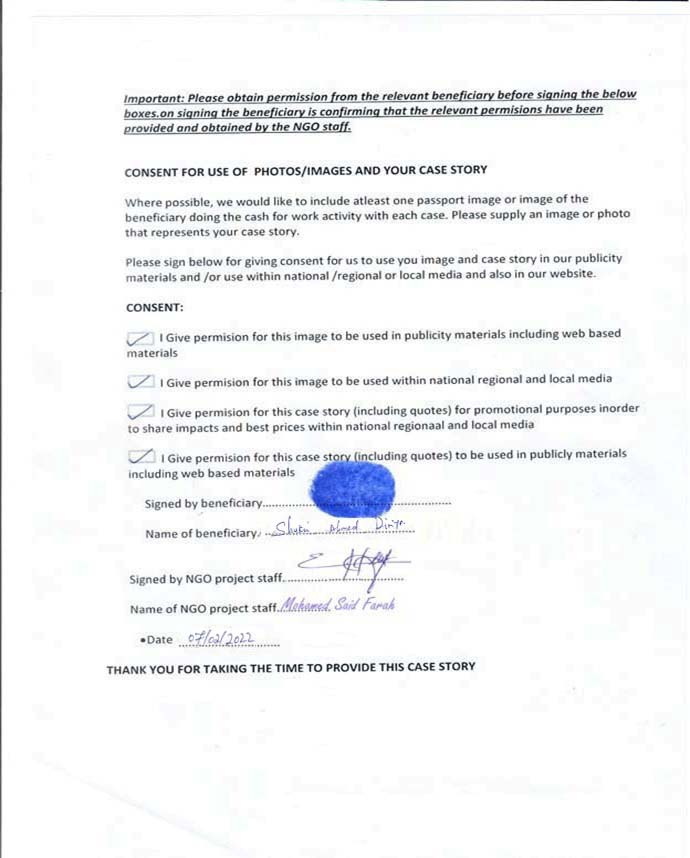 Important: Please obtain permission from the relevant beneficiary before signing the below
boxes.on signing the beneficiary is confirming that the relevant permisions have been
provided and obtained by the NGO staff.
CONSENT FOR USE OF PHOTOS/IMAGES AND YOUR CASE STORY
Where possible, we would like to include atleast one passport image or image of the
beneficiary doing the cash for work activity with each case. Please supply an image or photo
that represents your case story.
Please sign below for giving consent for us to use you image and case story in our publicity
materials and /or use within national /regional or local media and also in our website.
CONSENT:
I Give permision for this image to be used in publicity materials including web based
materials
I Give permision for this image to be used within national regional and local media
I Give permision for this case story (including quotes) for promotional purposes inorder
to share impacts and best prices within national regionaal and local media
I Give permision for this case story (including quotes) to be used in publicly materials
including web based materials
Signed by beneficiary
Name of beneficiary. Shukri Ahmed
Signed by NGO project staff
Name of NGO project staff. Mohamed Said Farah
•Date 07/02/2022
THANK YOU FOR TAKING THE TIME TO PROVIDE THIS CASE STORY